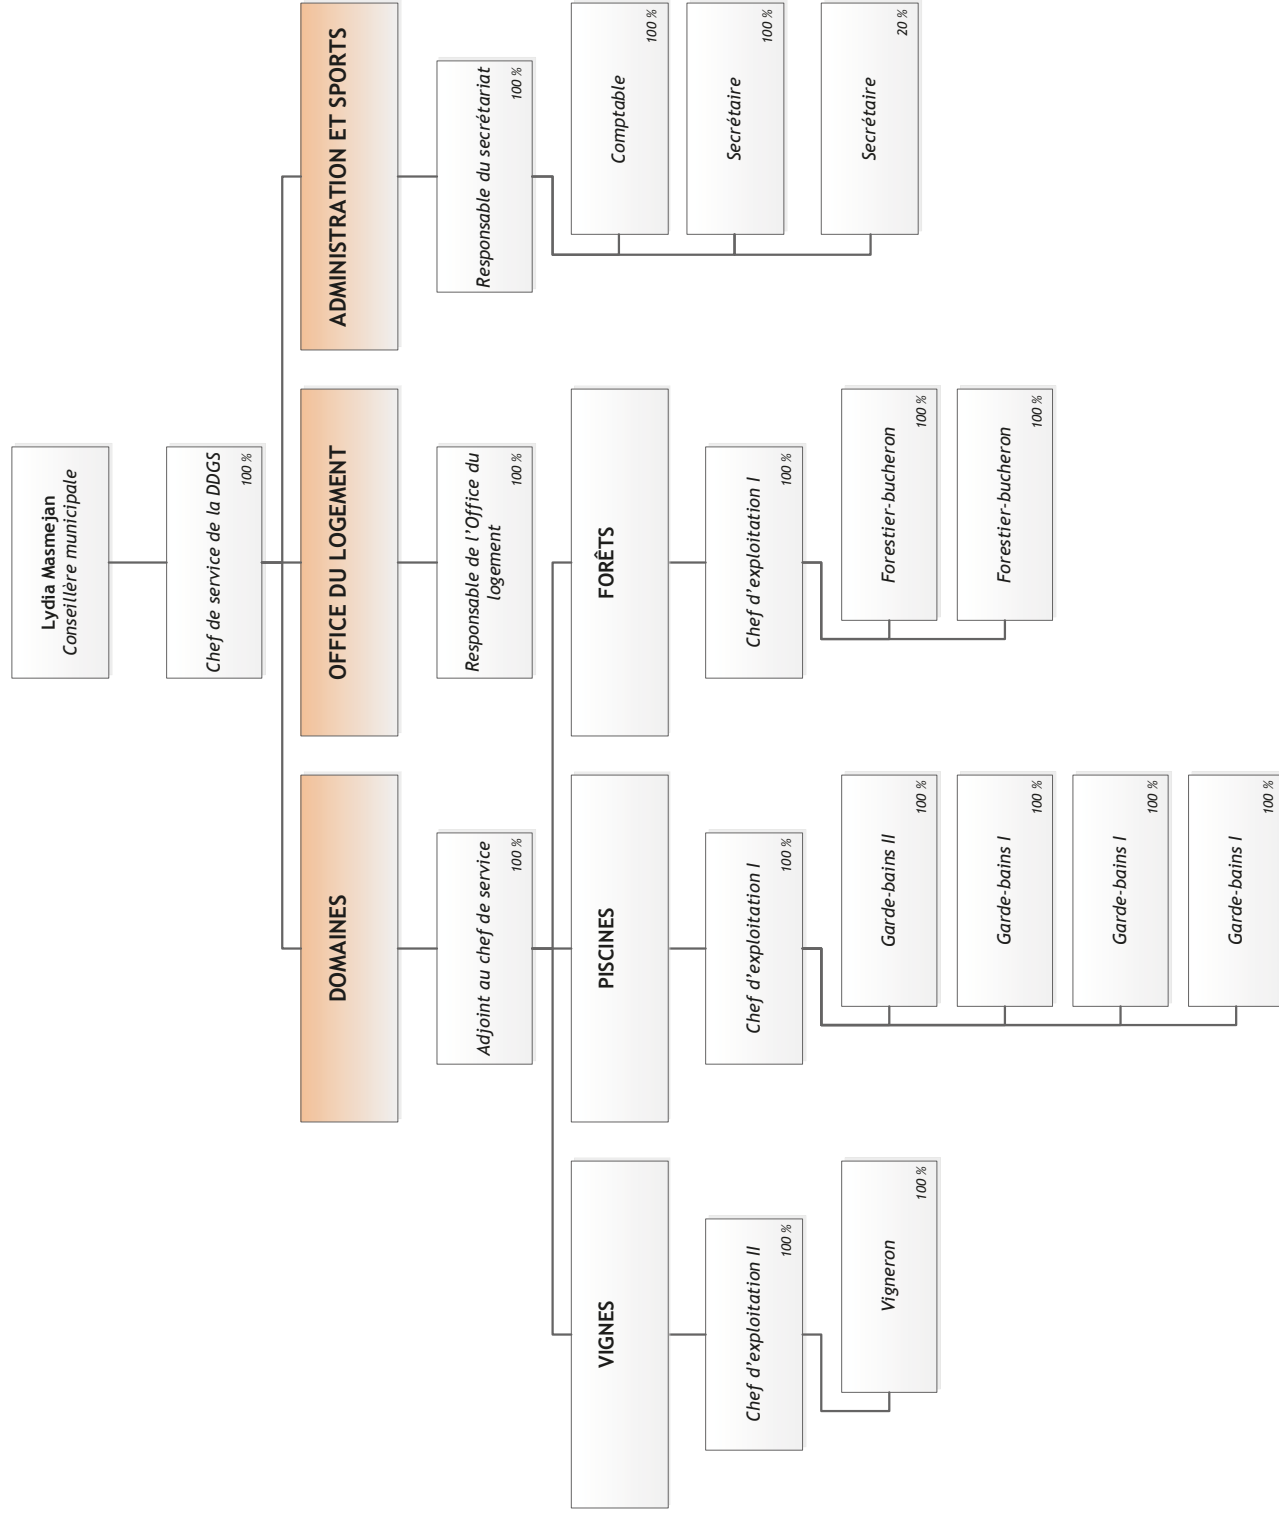 Lydia Masmejan
Conseillère municipale
Chef de service de la DDGS
100 %
DOMAINES
OFFICE DU LOGEMENT
ADMINISTRATION ET SPORTS
Adjoint au chef de service
100 %
Responsable de l’Office du
logement
100 %
Responsable du secrétariat
100 %
VIGNES
PISCINES
FORÊTS
Comptable
100 %
Secrétaire
100 %
Secrétaire
20 %
Chef d’exploitation II
100 %
Chef d’exploitation I
100 %
Chef d’exploitation I
100 %
Vigneron
100 %
Garde-bains II
100 %
Garde-bains I
100 %
Garde-bains I
100 %
Garde-bains I
100 %
Forestier-bucheron
100 %
Forestier-bucheron
100 %